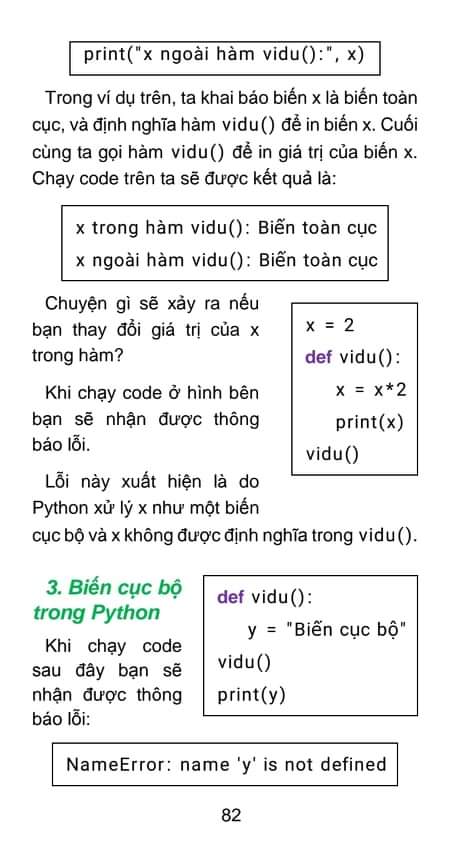 print("x ngoài hàm vidu():", x)
Trong ví dụ trên, ta khai báo biến x là biến toàn
cục, và định nghĩa hàm vidu() để in biến x. Cuối
cùng ta gọi hàm vidu() để in giá trị của biến x.
Chạy code trên ta sẽ được kết quả là:
x trong hàm vidu(): Biến toàn cục
x ngoài hàm vidu(): Biến toàn cục
Chuyện gì sẽ xảy ra nếu
bạn thay đổi giá trị của x
trong hàm?
Khi chạy code ở hình bên
bạn sẽ nhận được thông
báo lỗi.
x = 2
def vidu():
x = x*2
print(x)
vidu()
Lỗi này xuất hiện là do
Python xử lý x như một biến
cục bộ và x không được định nghĩa trong vidu().
3. Biến cục bộ
trong Python
Khi chạy code
sau đây bạn sẽ
nhận được thông
báo lỗi:
def vidu():
y = "Biến cục bộ"
vidu()
print(y)
NameError: name 'y' is not defined
82